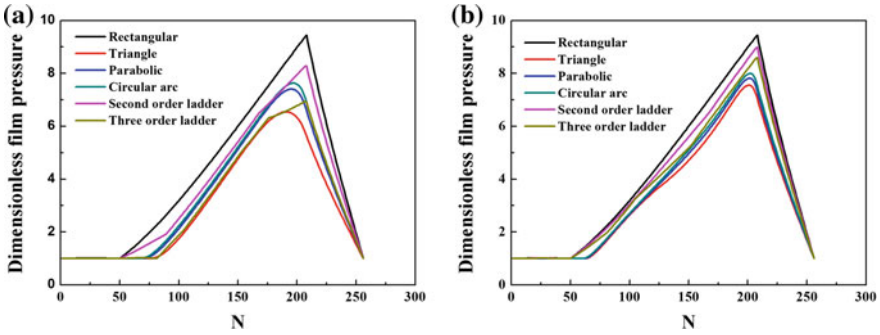 (a)
Dimensionless film pressure
10
8
6
4
2
0
Rectangular
Triangle
Parabolic
Circular arc
Second order ladder
Three order ladder
0 50 100 150 200 250 300
N
(b)
Dimensionless film pressure
10
8
6
4
2
0
Rectangular
Triangle
Parabolic
Circular arc
Second order ladder
Three order ladder
0 50 100 150 200 250 300
N